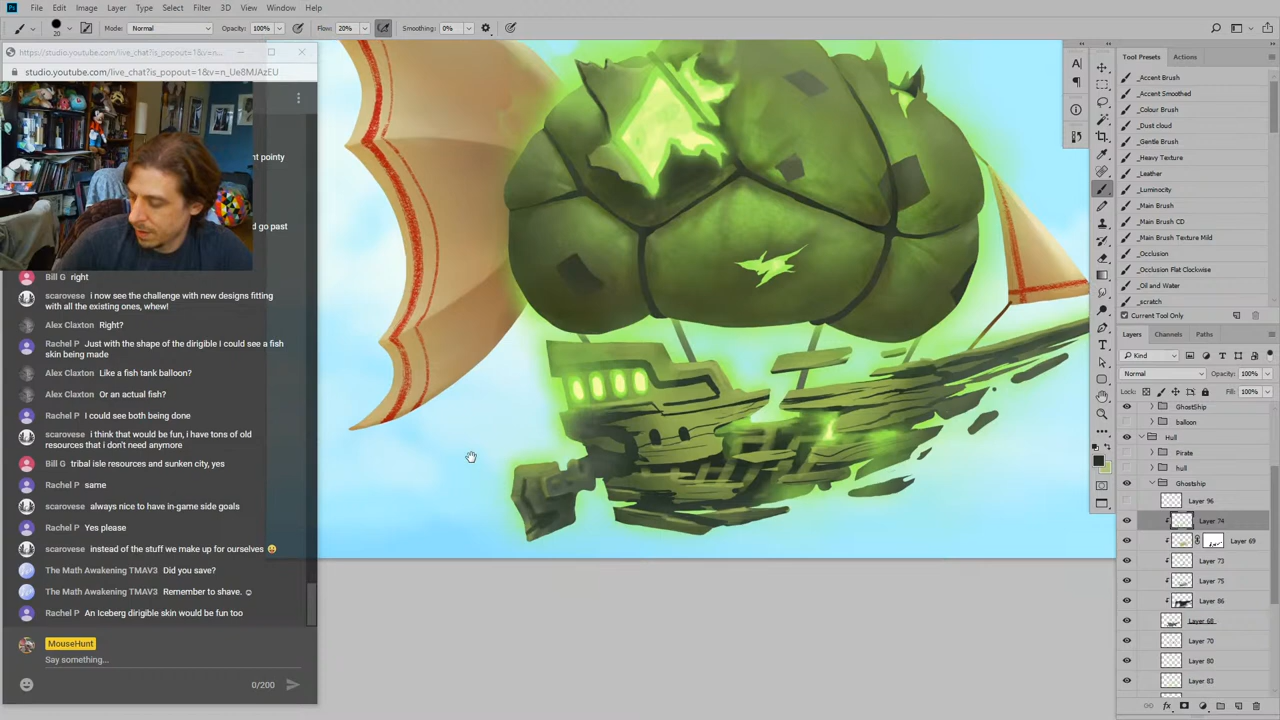 File Edit Image Layer Type Select Filter 3D View Window Help
20 Mode: Normal Opacity: 100% Flow: 20% Smoothing: 0%
https://studio.youtube.com/live_chat?is_popout=1&v=n...
studio.youtube.com/live_chat?is_popout=1&v=n_Ue8MJAzEU
nt pointy
d go past
Bill G right
scarovese i now see the challenge with new designs fitting
with all the existing ones, whew!
Alex Claxton Right?
Rachel P Just with the shape of the dirigible I could see a fish
skin being made
Alex Claxton Like a fish tank balloon?
Alex Claxton Or an actual fish?
Rachel P I could see both being done
scarovese i think that would be fun, i have tons of old
resources that i don't need anymore
Bill G tribal isle resources and sunken city, yes
Rachel P same
scarovese always nice to have in-game side goals
Rachel P Yes please
scarovese instead of the stuff we make up for ourselves
The Math Awakening TMAV3 Did you save?
The Math Awakening TMAV3 Remember to shave.
Rachel P An Iceberg dirigible skin would be fun too
MouseHunt
Say something...
0/200
Tool Presets Actions
_Accent Brush
_Accent Smoothed
_Colour Brush
_Dust cloud
_Gentle Brush
_Heavy Texture
_Leather
_Luminocity
_Main Brush
_Main Brush CD
_Main Brush Texture Mild
_Occlusion
_Occlusion Flat Clockwise
_Oil and Water
_scratch
Current Tool Only
Layers Channels Paths
Kind
Normal Opacity: 100%
Lock: Fill: 100%
GhostShip
balloon
Hull
Pirate
hull
Ghostship
Layer 96
Layer 74
Layer 69
Layer 73
Layer 75
Layer 86
Layer 68
Layer 70
Layer 80
Layer 83